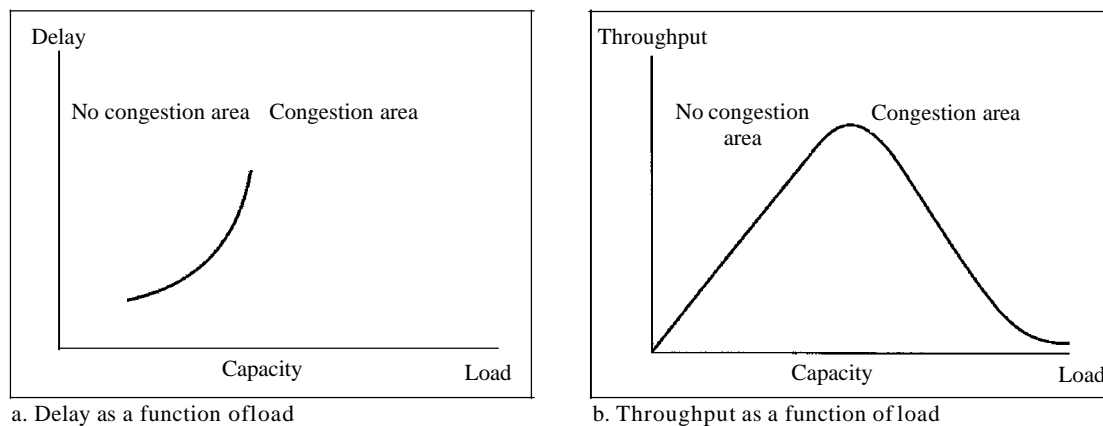 Delay
No congestion area Congestion area
Capacity
Load
a. Delay as a function ofload
Throughput
No congestion
area
Congestion area
Capacity
Load
b. Throughput as a function of load